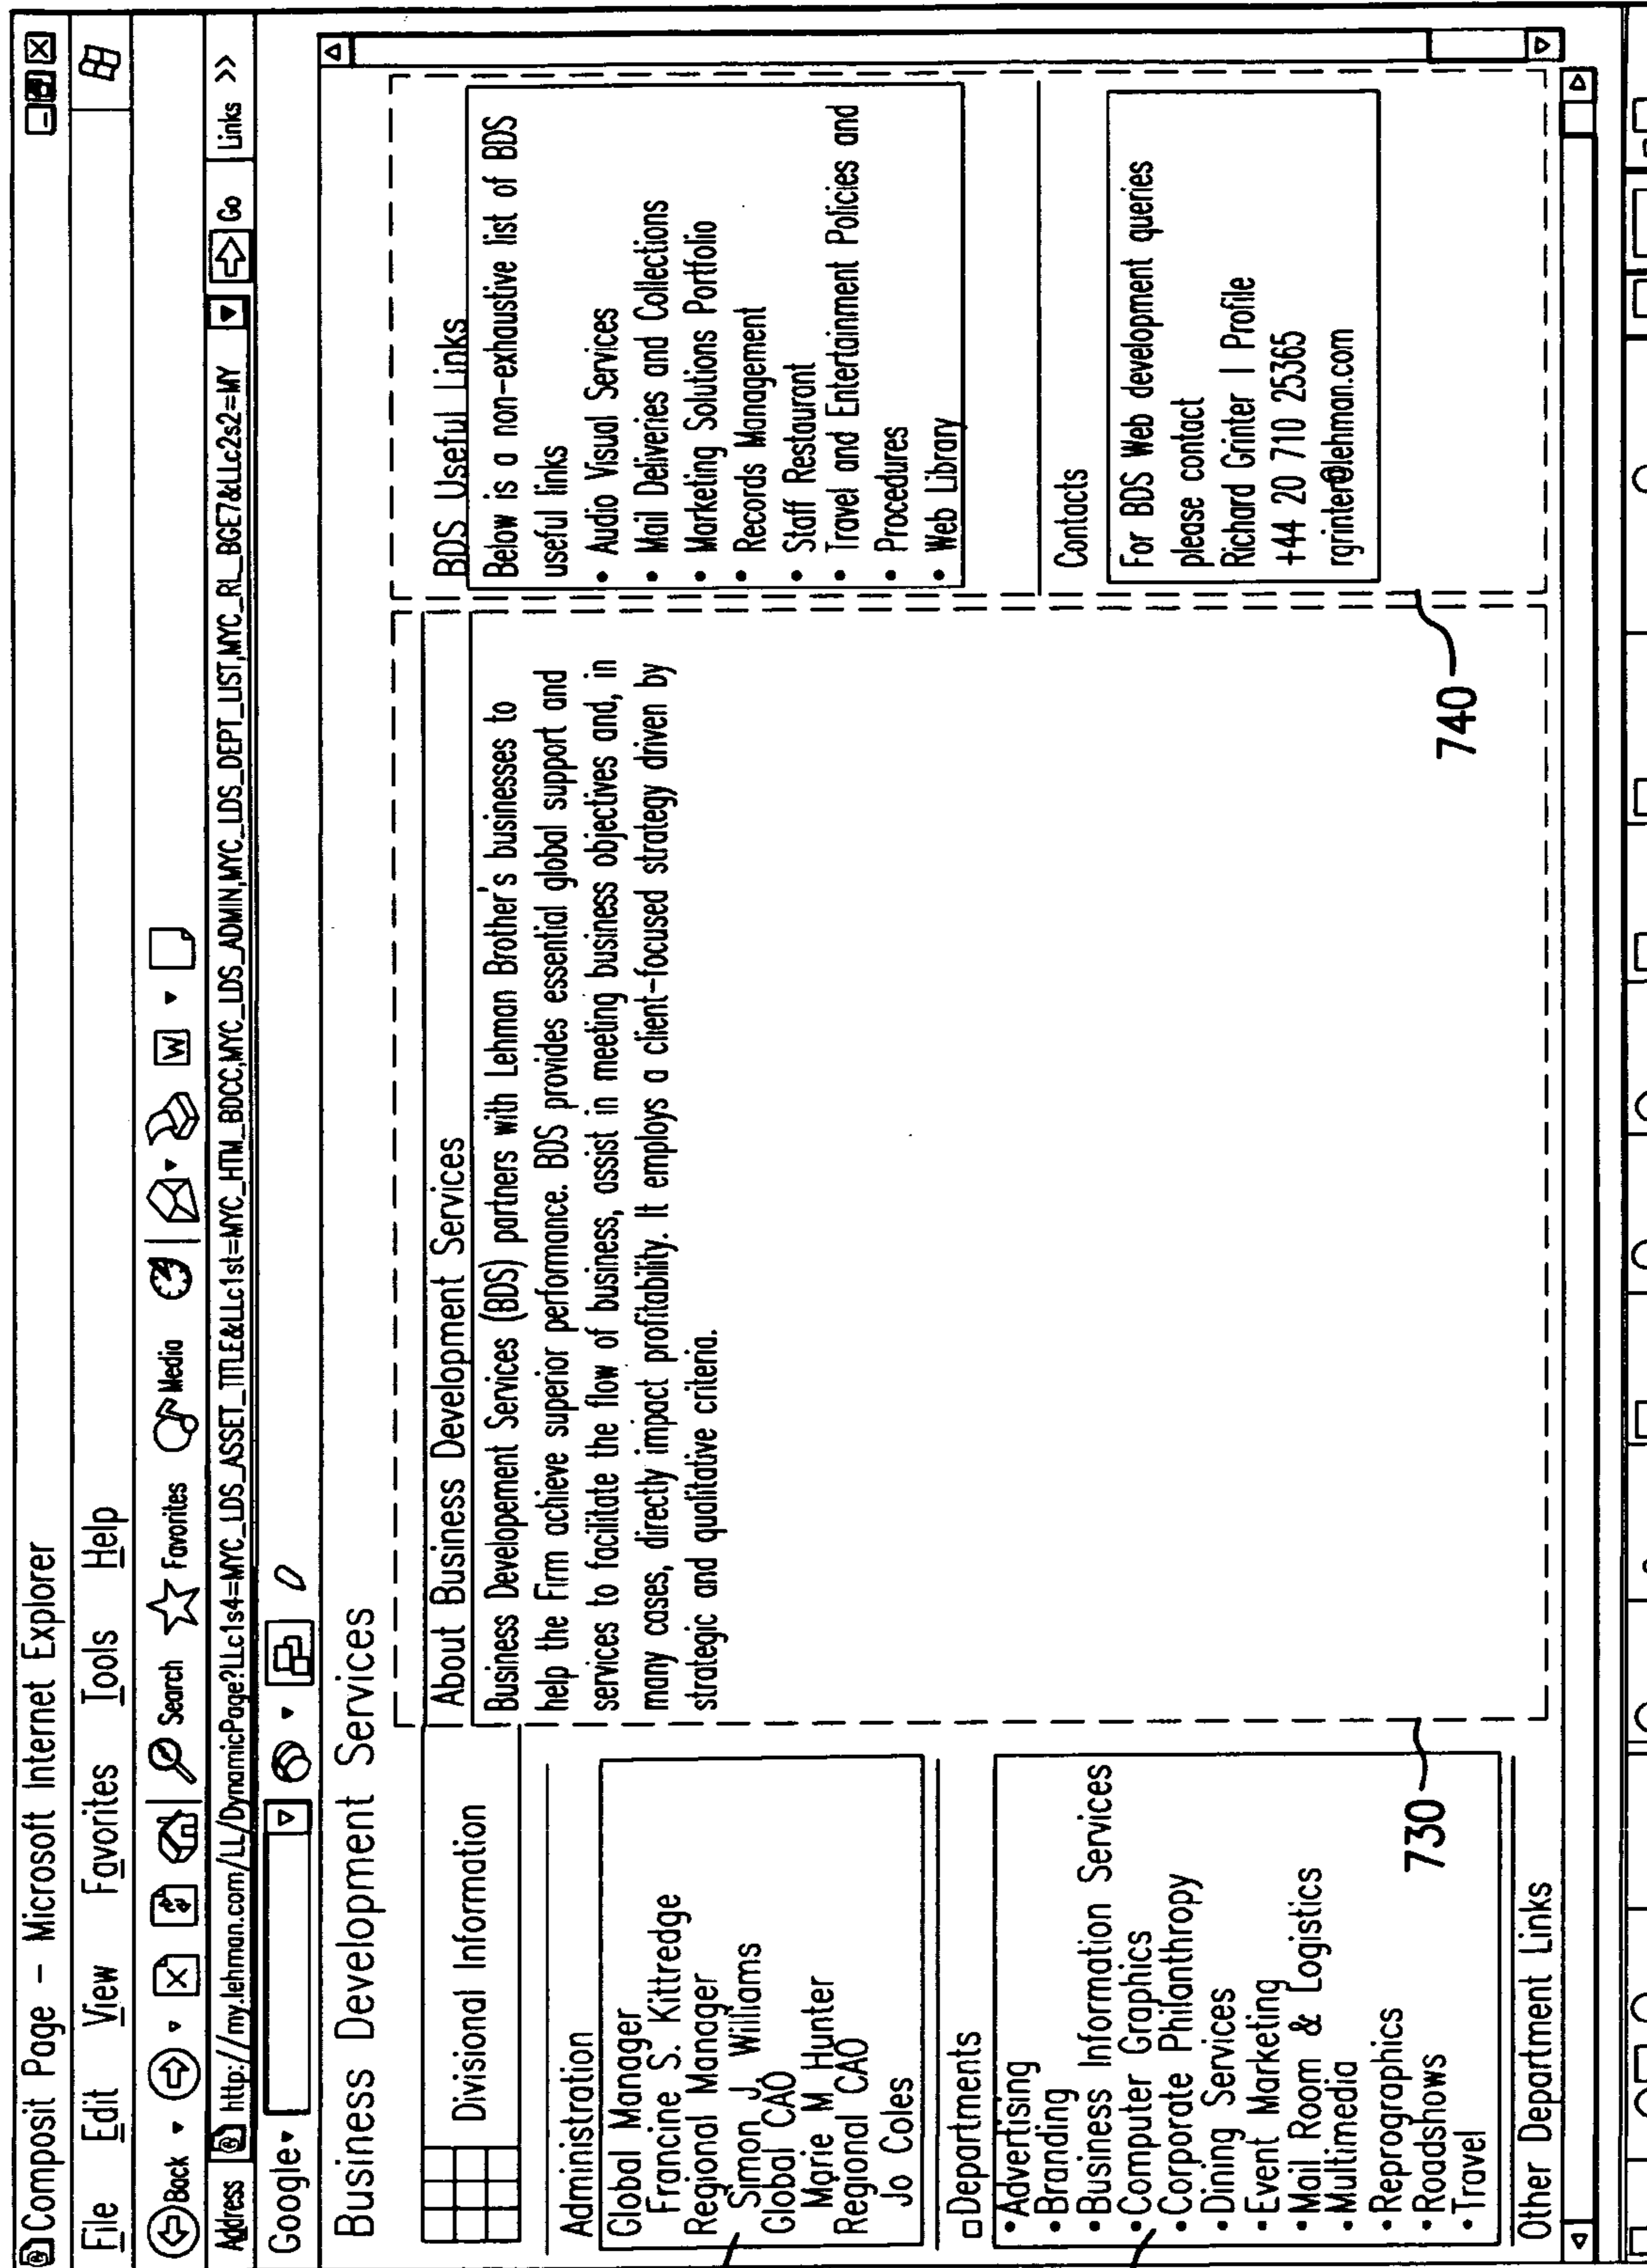 Composit Page - Microsoft Internet Explorer
File Edit View Favorites Tools Help
Back Search Favorites Media W
Address http://my.lehman.com/LL/DynamicPage?LLc1s4=MYC_LDS_ASSET_TITLE&LLc1st=MYC_HTM_BDCC,MYC_LDS_ADMIN,MYC_LDS_DEPT_LIST,MYC_RL_BGE7&LLc2s2=MY Go Links >>
Google
Business Development Services
Divisional Information
Administration
Global Manager
Francine S. Kittredge
Regional Manager
Simon J. Williams
Global CAO
Marie M Hunter
Regional CAO
Jo Coles
Departments
• Advertising
• Branding
• Business Information Services
• Computer Graphics
• Corporate Philanthropy
• Dining Services
• Event Marketing
• Mail Room & Logistics
• Multimedia
• Reprographics
• Roadshows
• Travel
Other Department Links
730
About Business Development Services
Business Developement Services (BDS) partners with Lehman Brother's businesses to
help the Firm achieve superior performance. BDS provides essential global support and
services to facilitate the flow of business, assist in meeting business objectives and, in
many cases, directly impact profitability. It employs a client-focused strategy driven by
strategic and qualitative criteria.
BDS Useful Links
Below is a non-exhaustive list of BDS
useful links
• Audio Visual Services
• Mail Deliveries and Collections
• Marketing Solutions Portfolio
• Records Management
• Staff Restaurant
• Travel and Entertainment Policies and
• Procedures
• Web Library
Contacts
For BDS Web development queries
please contact
Richard Grinter | Profile
+44 20 710 25365
rgrinter@lehman.com
740